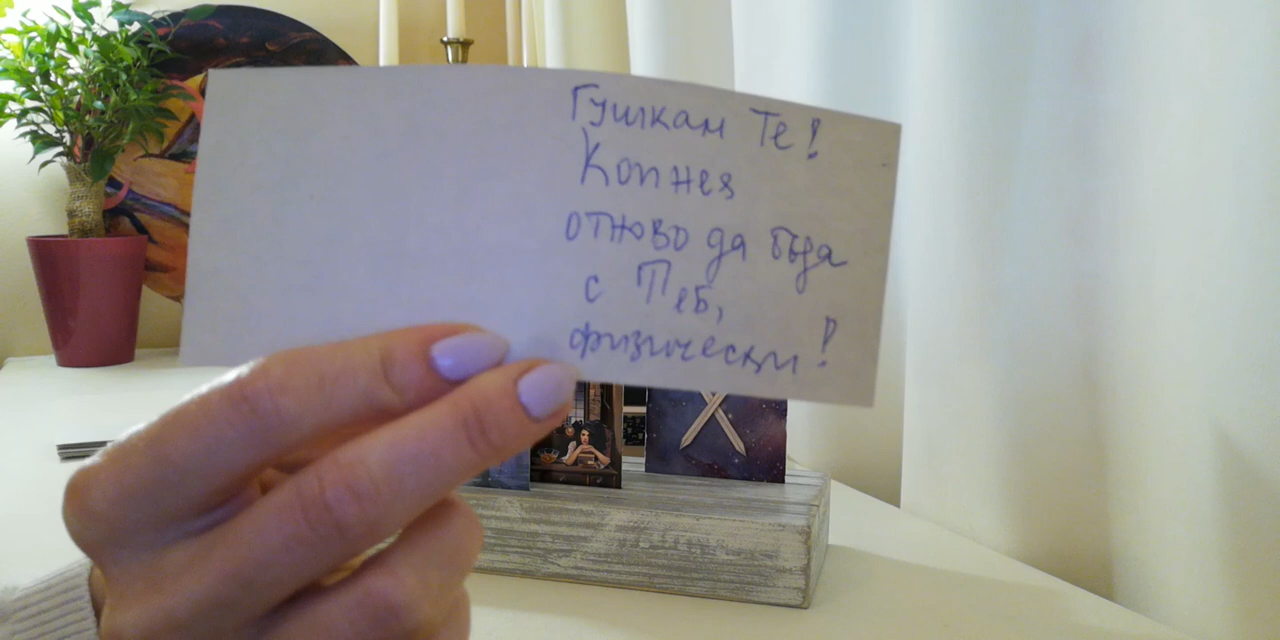 Гушкам Те!
Копнея
отново да бъда
с Теб,
физически!